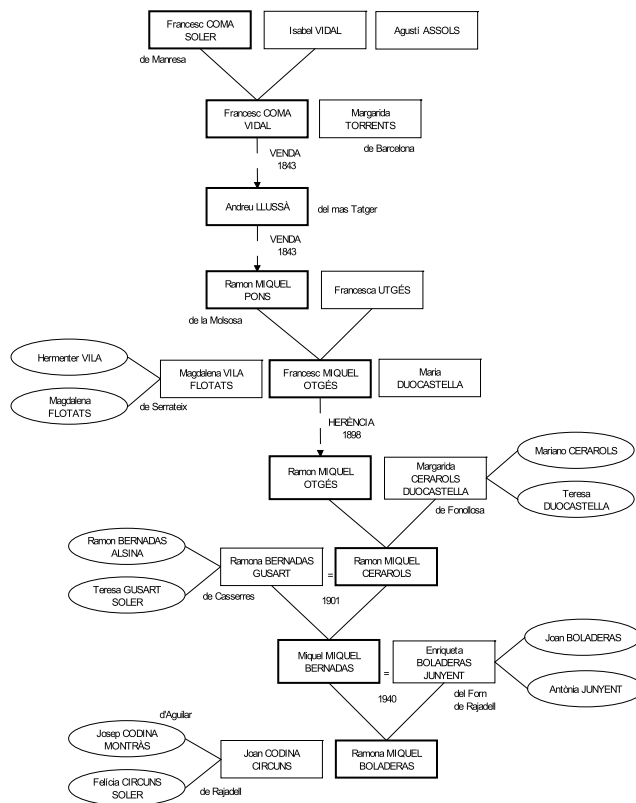 Francesc COMA
SOLER
Isabel VIDAL
Agustí ASSOLS
de Manresa
Francesc COMA
VIDAL
Margarida
TORRENTS
de Barcelona
VENDA
1843
Andreu LLUSSÀ
del mas Tatger
VENDA
1843
Ramon MIQUEL
PONS
Francesca UTGÉS
de la Molsosa
Hermenter VILA
Magdalena
FLOTATS
Magdalena VILA
FLOTATS
de Serrateix
Francesc MIQUEL
OTGÉS
Maria
DUOCASTELLA
HERÈNCIA
1898
Ramon MIQUEL
OTGÉS
Margarida
CERAROLS
DUOCASTELLA
de Fonollosa
Mariano CERAROLS
Teresa
DUOCASTELLA
Ramon BERNADAS
ALSINA
Teresa GUSART
SOLER
Ramona BERNADAS
GUSART
de Casserres
=
1901
Ramon MIQUEL
CERAROLS
Miquel MIQUEL
BERNADAS
=
1940
Enriqueta
BOLADERAS
JUNYENT
del Forn
de Rajadell
Joan BOLADERAS
Antònia JUNYENT
d'Aguilar
Josep CODINA
MONTRÀS
Felícia CIRCUNS
SOLER
Joan CODINA
CIRCUNS
de Rajadell
Ramona MIQUEL
BOLADERAS